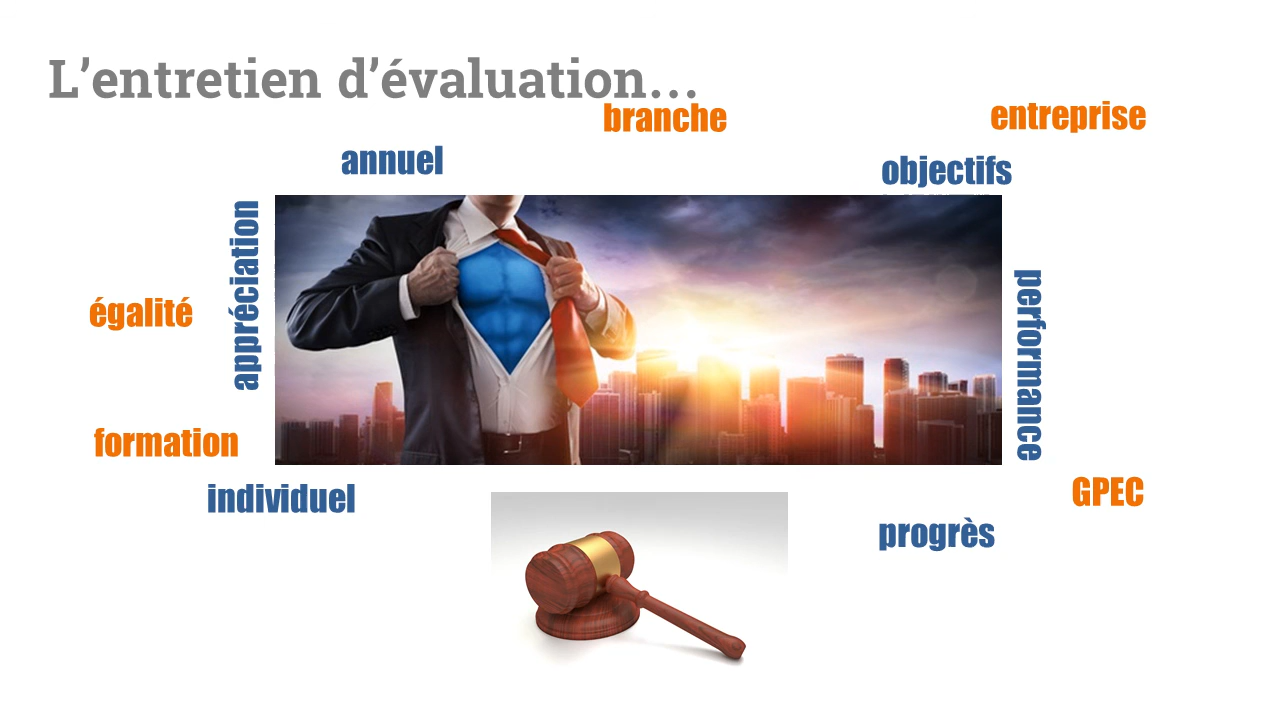 L’entretien d’évaluation…
branche
entreprise
annuel
objectifs
appréciation
performance
égalité
formation
individuel
GPEC
progrès